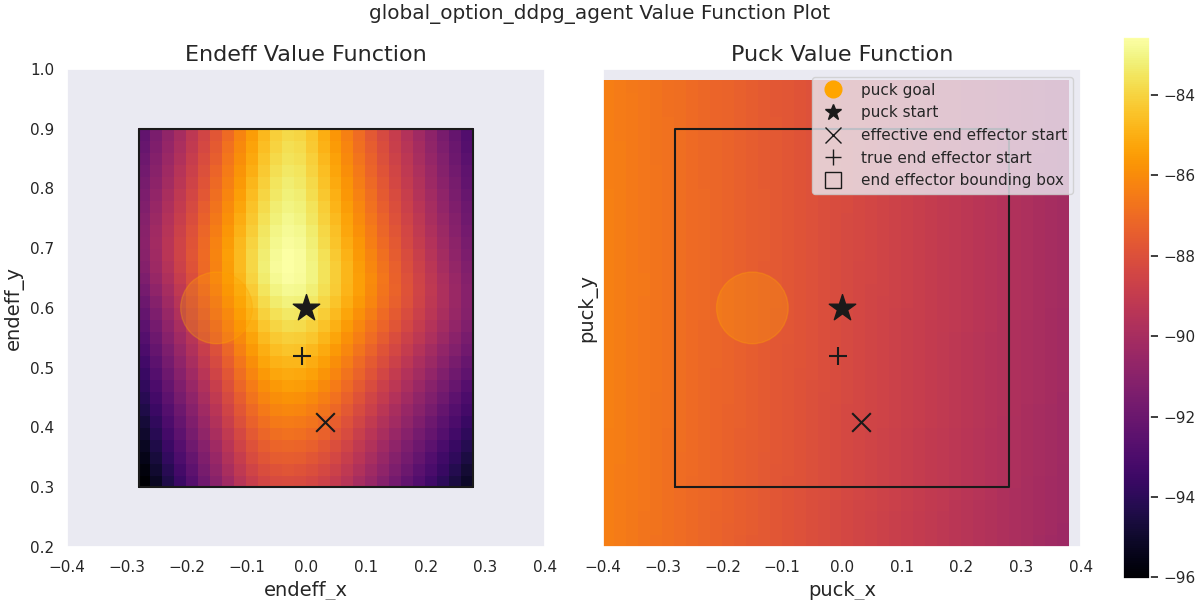 global_option_ddpg_agent Value Function Plot
Endeff Value Function
endeff_y
1.0
0.9
0.8
0.7
0.6
0.5
0.4
0.3
0.2
−0.4 −0.3 −0.2 −0.1 0.0 0.1 0.2 0.3 0.4
endeff_x
Puck Value Function
puck_y
puck goal
puck start
effective end effector start
true end effector start
end effector bounding box
−0.4 −0.3 −0.2 −0.1 0.0 0.1 0.2 0.3 0.4
puck_x
−84
−86
−88
−90
−92
−94
−96